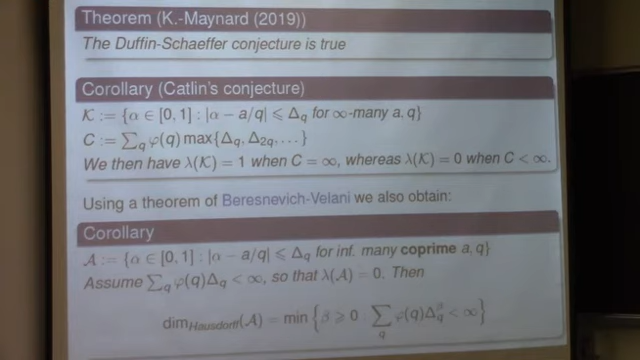 Theorem (K.-Maynard (2019))
The Duffin-Schaeffer conjecture is true
Corollary (Catlin's conjecture)
𝒦 := {α ∈ [0, 1] : |α − a/q| ⩽ Δ_q for ∞-many a, q}
C := ∑_q φ(q) max{Δ_q, Δ_{2q}, . . . }
We then have λ(𝒦) = 1 when C = ∞, whereas λ(𝒦) = 0 when C < ∞.
Using a theorem of Beresnevich-Velani we also obtain:
Corollary
𝒜 := {α ∈ [0, 1] : |α − a/q| ⩽ Δ_q for inf. many coprime a, q}
Assume ∑_q φ(q)Δ_q < ∞, so that λ(𝒜) = 0. Then
dim_{Hausdorff}(𝒜) = min { β ⩾ 0 : ∑_q φ(q)Δ_q^β < ∞ }